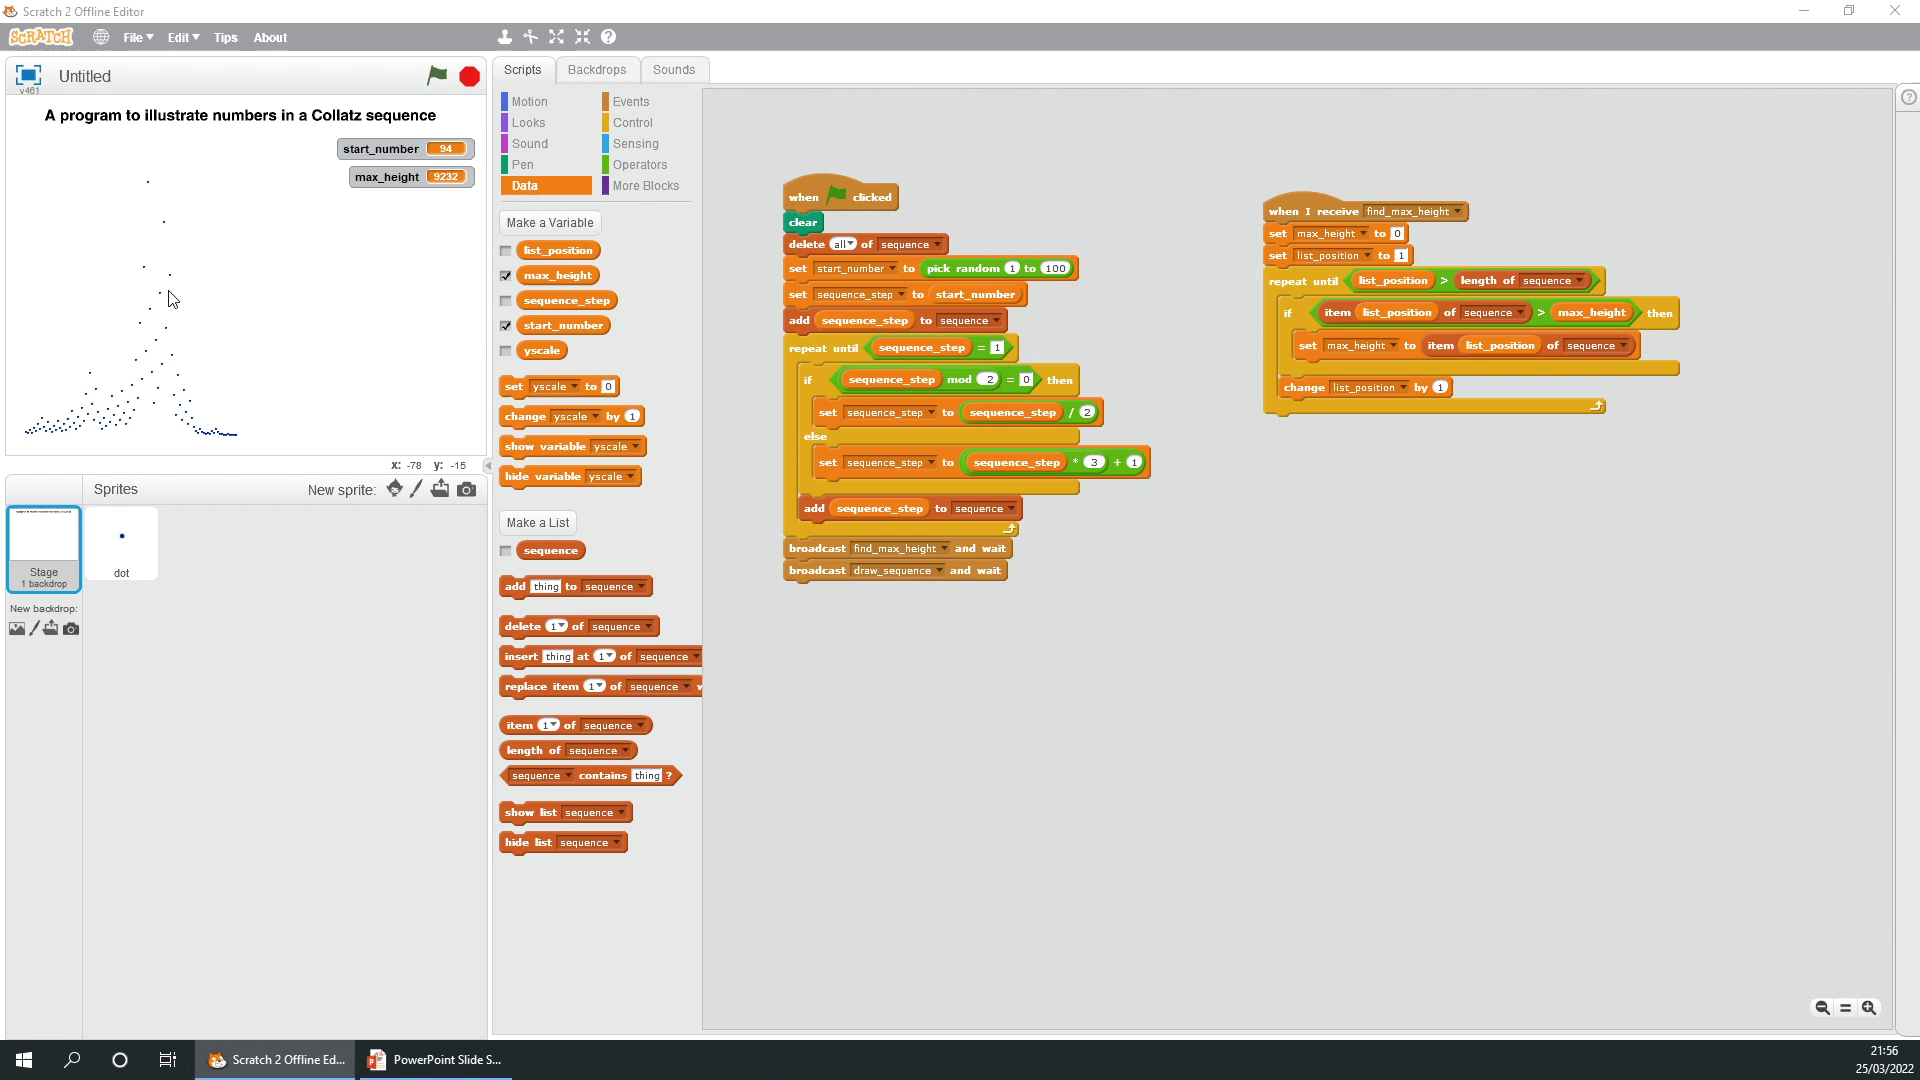 Scratch 2 Offline Editor
SCRATCH File Edit Tips About
Untitled
v461
A program to illustrate numbers in a Collatz sequence
start_number 94
max_height 9232
x: -78 y: -15
Sprites New sprite:
Stage
1 backdrop
dot
New backdrop:
Scripts Backdrops Sounds
Motion Events
Looks Control
Sound Sensing
Pen Operators
Data More Blocks
Make a Variable
list_position
max_height
sequence_step
start_number
yscale
set yscale to 0
change yscale by 1
show variable yscale
hide variable yscale
Make a List
sequence
add thing to sequence
delete 1 of sequence
insert thing at 1 of sequence
replace item 1 of sequence
item 1 of sequence
length of sequence
sequence contains thing ?
show list sequence
hide list sequence
when clicked
clear
delete all of sequence
set start_number to pick random 1 to 100
set sequence_step to start_number
add sequence_step to sequence
repeat until sequence_step = 1
if sequence_step mod 2 = 0 then
set sequence_step to sequence_step / 2
else
set sequence_step to sequence_step * 3 + 1
add sequence_step to sequence
broadcast find_max_height and wait
broadcast draw_sequence and wait
when I receive find_max_height
set max_height to 0
set list_position to 1
repeat until list_position > length of sequence
if item list_position of sequence > max_height then
set max_height to item list_position of sequence
change list_position by 1
Scratch 2 Offline Ed...
PowerPoint Slide S...
21:56
25/03/2022